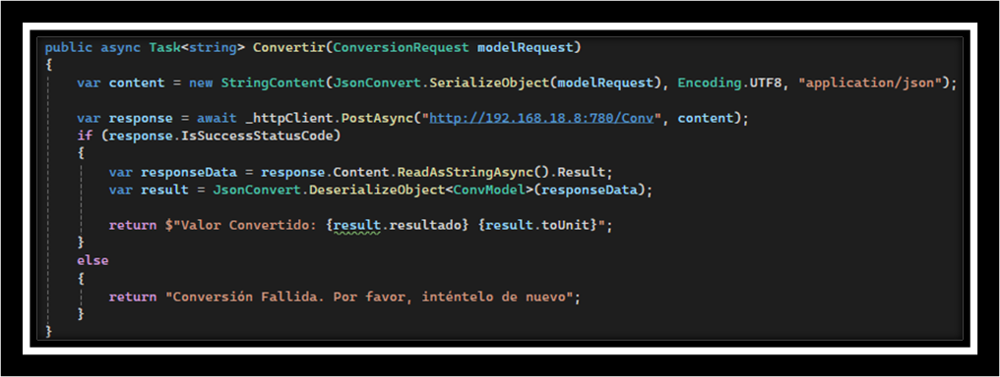 public async Task<string> Convertir(ConversionRequest modelRequest)
{
var content = new StringContent(JsonConvert.SerializeObject(modelRequest), Encoding.UTF8, "application/json");
var response = await _httpClient.PostAsync("http://192.168.18.8:780/Conv", content);
if (response.IsSuccessStatusCode)
{
var responseData = response.Content.ReadAsStringAsync().Result;
var result = JsonConvert.DeserializeObject<ConvModel>(responseData);
return $"Valor Convertido: {result.resultado} {result.toUnit}";
}
else
{
return "Conversión Fallida. Por favor, inténtelo de nuevo";
}
}